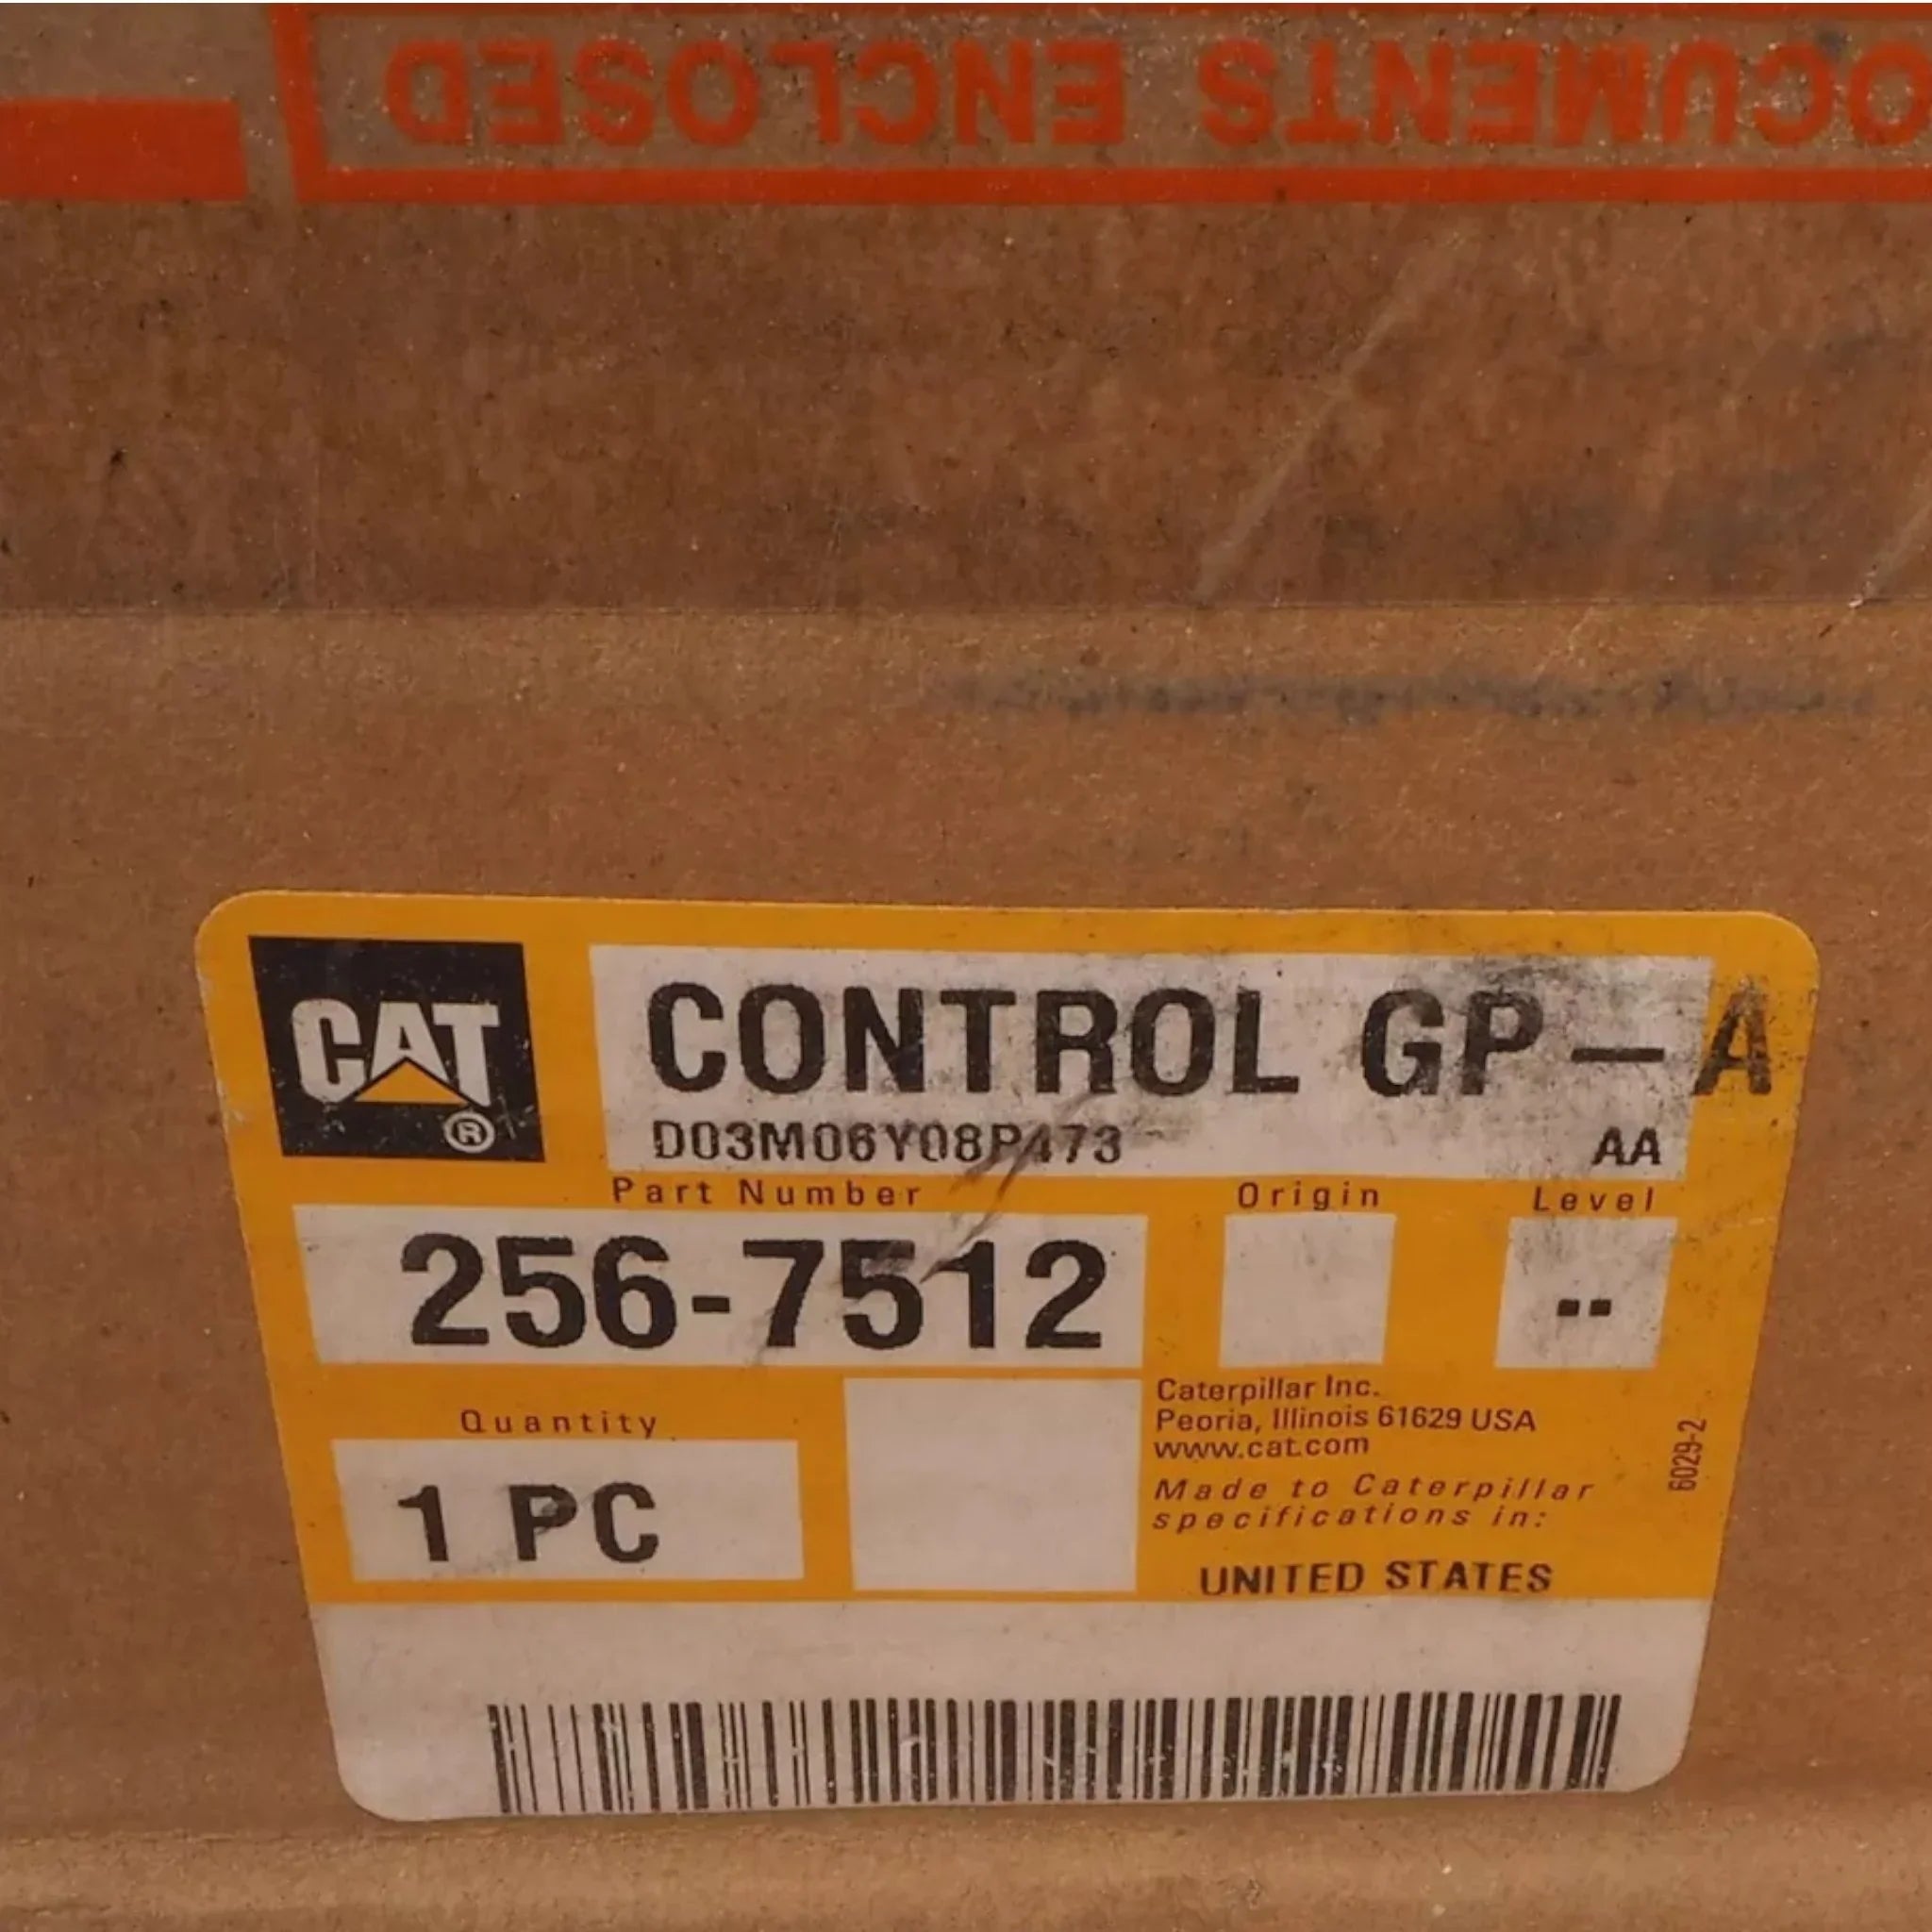 OCUMENTS ENCLOSED
CAT®
CONTROL GP-A
D03M06Y08P473 AA
Part Number Origin Level
256-7512 --
Quantity
1 PC
Caterpillar Inc.
Peoria, Illinois 61629 USA
www.cat.com
Made to Caterpillar
specifications in:
UNITED STATES
6029-2